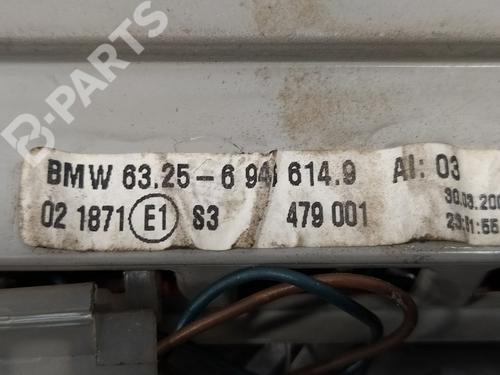 B-PARTS
BMW 63.25-6 94 614.9 AI: 03
02 1871 E1 S3 479 001